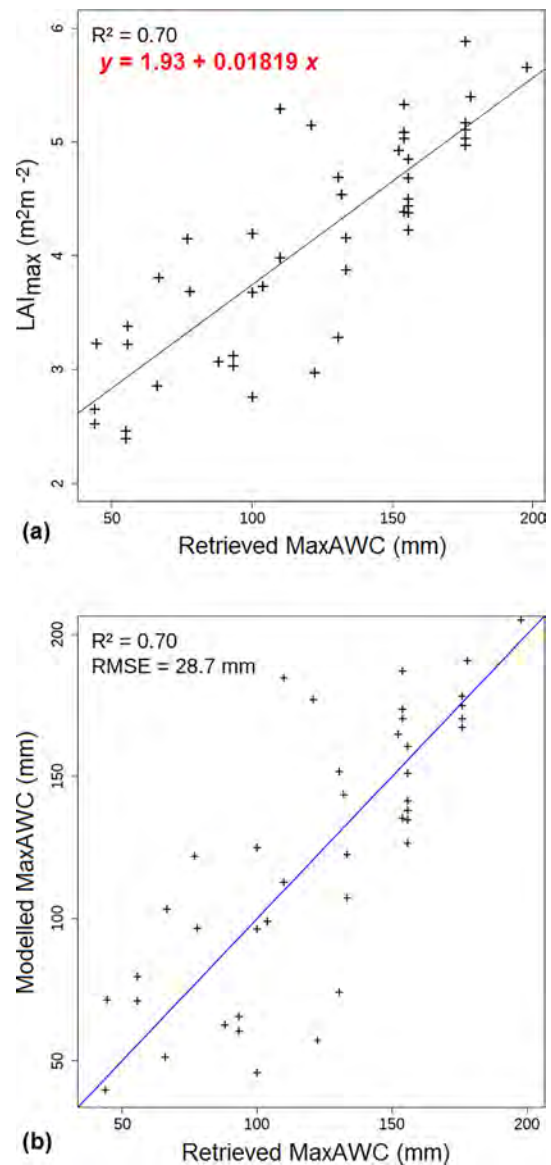 R² = 0.70
y = 1.93 + 0.01819 x
LAImax (m²m -2)
6
5
4
3
2
50
100
150
200
(a)
Retrieved MaxAWC (mm)
R² = 0.70
RMSE = 28.7 mm
Modelled MaxAWC (mm)
200
150
100
50
50
100
150
200
(b)
Retrieved MaxAWC (mm)